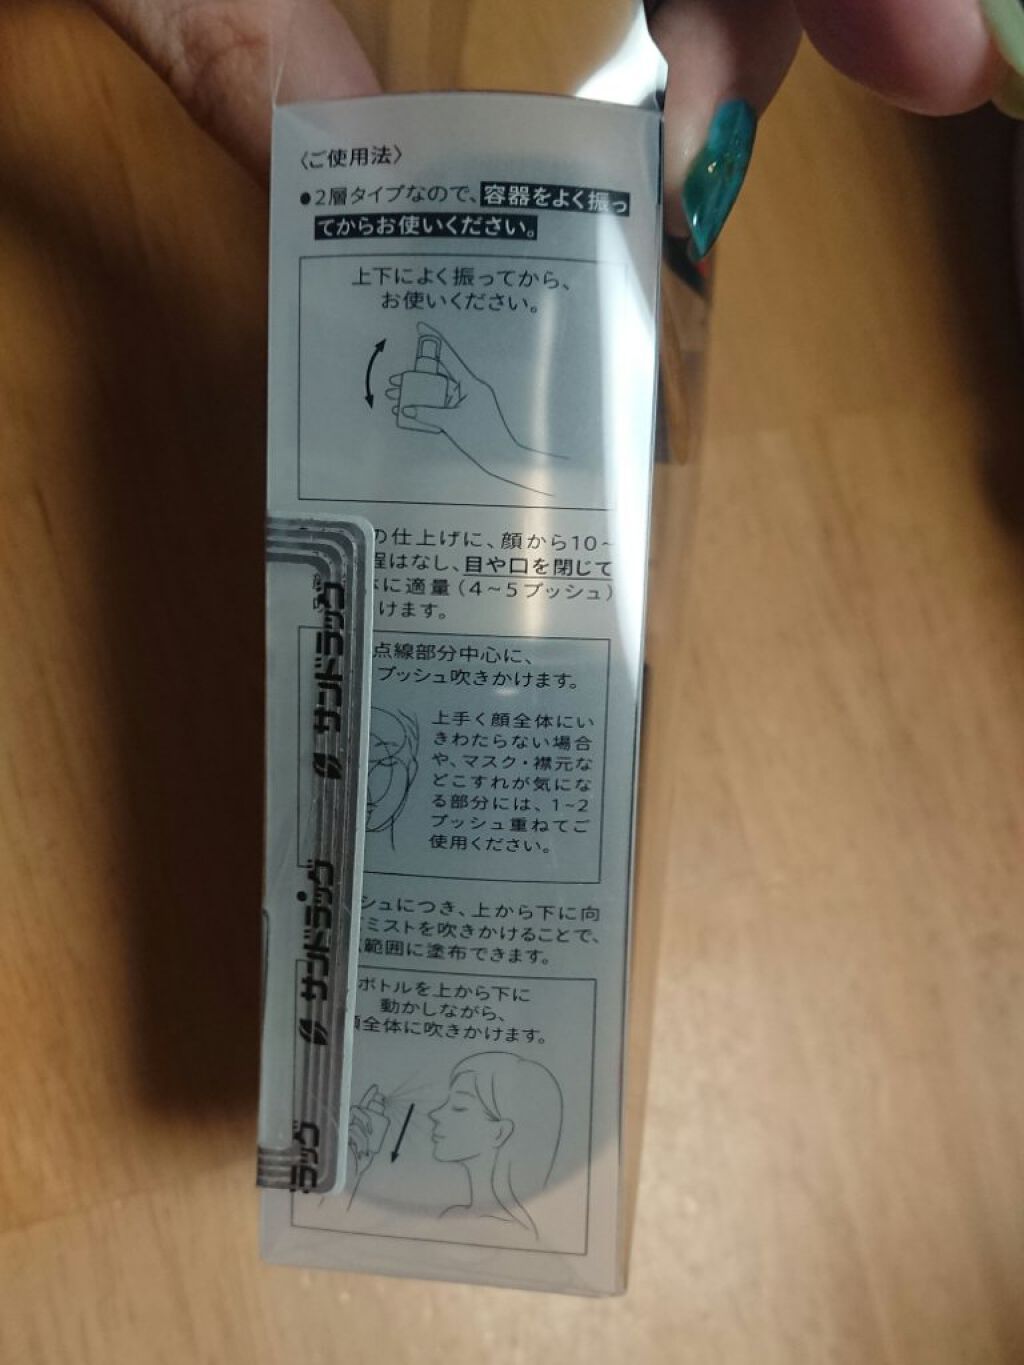 〈ご使用法〉
●2層タイプなので、容器をよく振っ
てからお使いください。
上下によく振ってから、
お使いください。
の仕上げに、顔から10～
程はなし、目や口を閉じて
に適量（4～5プッシュ）
けます。
点線部分中心に、
プッシュ吹きかけます。
上手く顔全体にい
きわたらない場合
や、マスク・襟元な
どこすれが気にな
る部分には、1~2
プッシュ重ねてご
使用ください。
シュにつき、上から下に向
ミストを吹きかけることで、
範囲に塗布できます。
ボトルを上から下に
動かしながら、
顔全体に吹きかけます。
サンドラッグ
サンドラッグ
ラッグ